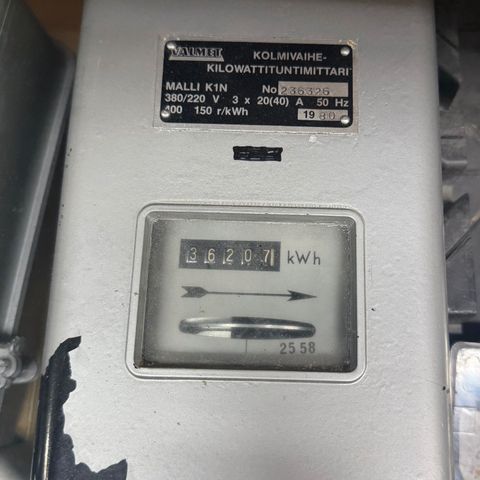 VALMET
KOLMIVAIHE-
KILOWATTITUNTIMITTARI
MALLI K1N No 236326
380/220 V 3 x 20(40) A 50 Hz
400 150 r/kWh 1980
36207 kWh
2558